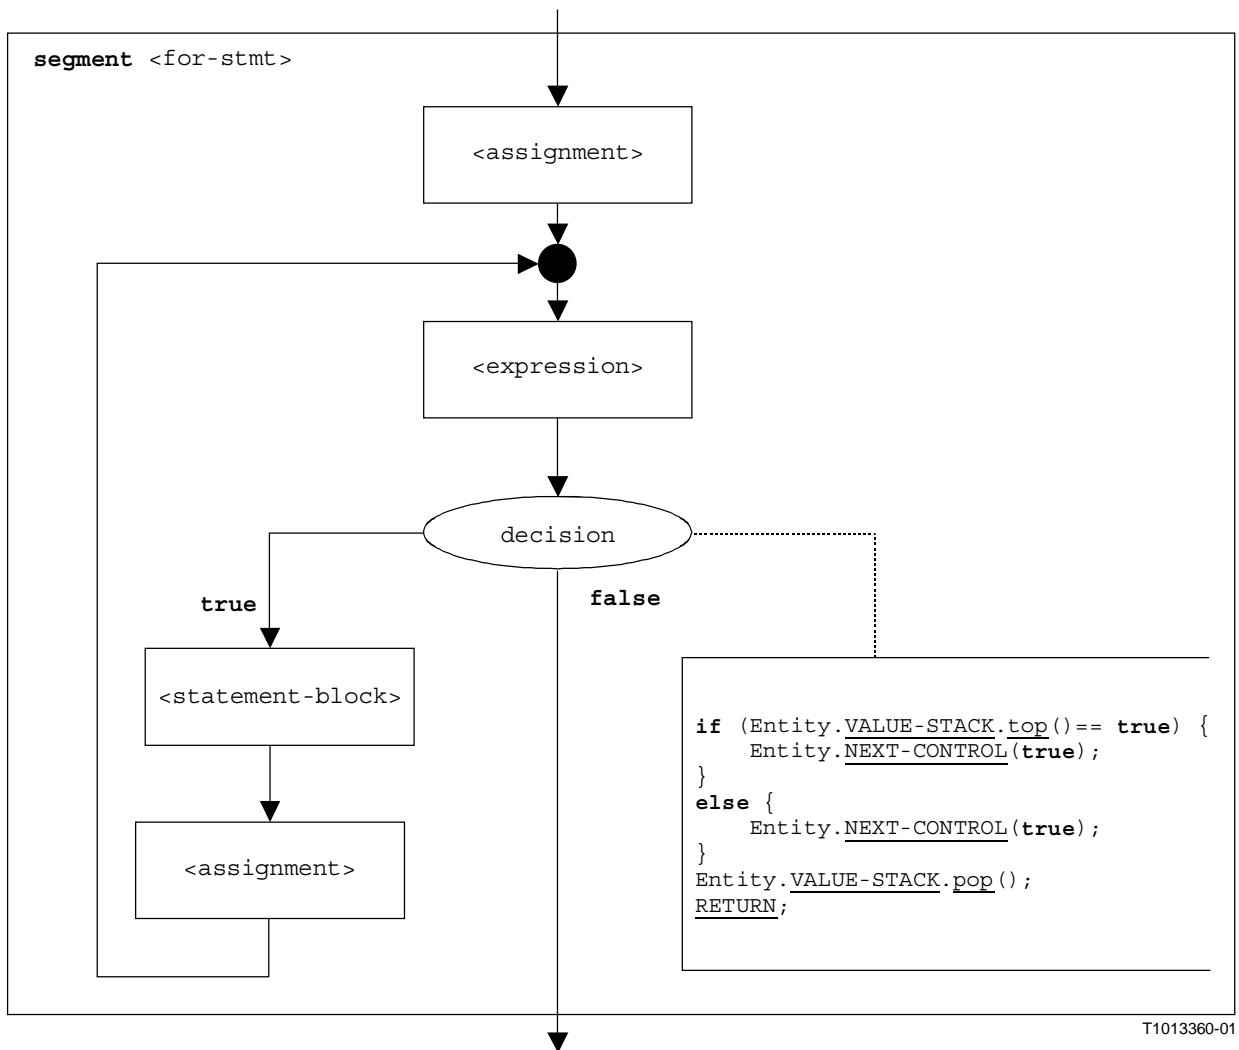 segment <for-stmt>
<assignment>
<expression>
decision
true
false
<statement-block>
<assignment>
if (Entity.VALUE-STACK.top()== true) {
Entity.NEXT-CONTROL(true);
}
else {
Entity.NEXT-CONTROL(true);
}
Entity.VALUE-STACK.pop();
RETURN;
T1013360-01